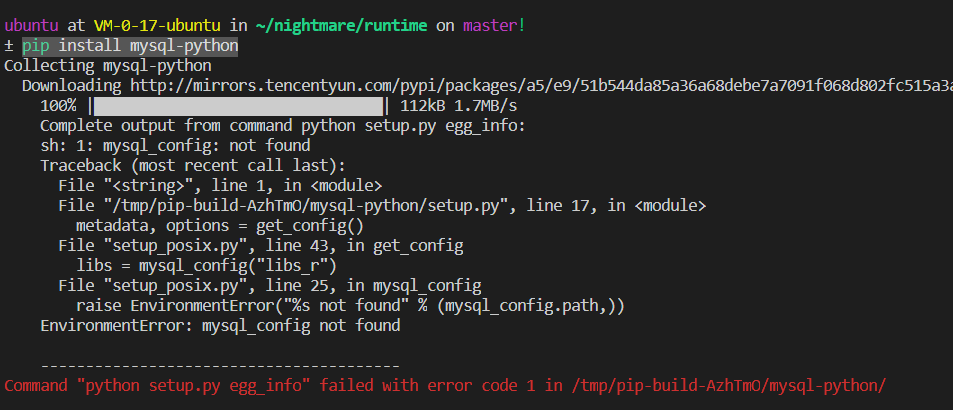 ubuntu at VM-0-17-ubuntu in ~/nightmare/runtime on master!
± pip install mysql-python
Collecting mysql-python
  Downloading http://mirrors.tencentyun.com/pypi/packages/a5/e9/51b544da85a36a68debe7a7091f068d802fc515a3a
    100% |████████████████████████████████| 112kB 1.7MB/s
    Complete output from command python setup.py egg_info:
    sh: 1: mysql_config: not found
    Traceback (most recent call last):
      File "<string>", line 1, in <module>
      File "/tmp/pip-build-AzhTmO/mysql-python/setup.py", line 17, in <module>
        metadata, options = get_config()
      File "setup_posix.py", line 43, in get_config
        libs = mysql_config("libs_r")
      File "setup_posix.py", line 25, in mysql_config
        raise EnvironmentError("%s not found" % (mysql_config.path,))
    EnvironmentError: mysql_config not found
    ----------------------------------------
Command "python setup.py egg_info" failed with error code 1 in /tmp/pip-build-AzhTmO/mysql-python/